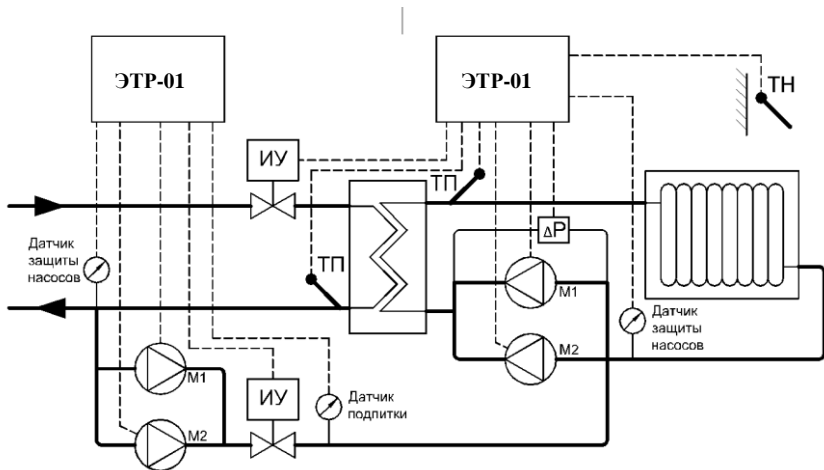 ЭТР-01
ЭТР-01
ТН
ИУ
ТП
ΔP
Датчик
защиты
насосов
ТП
М1
Датчик
защиты
насосов
М2
М1
ИУ
Датчик
подпитки
М2